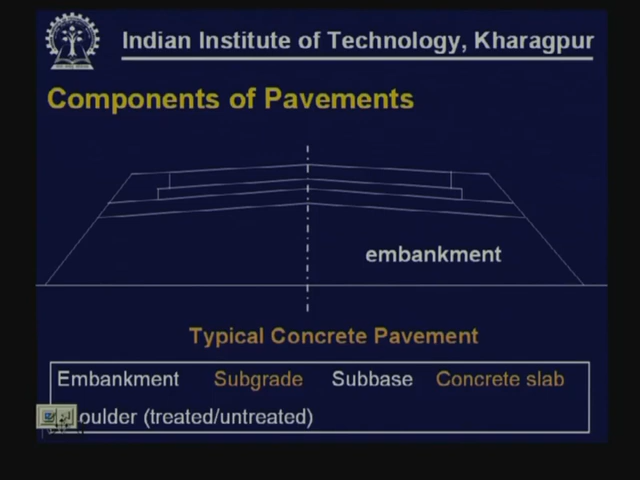 Indian Institute of Technology, Kharagpur
Components of Pavements
embankment
Typical Concrete Pavement
Embankment Subgrade Subbase Concrete slab
oulder (treated/untreated)